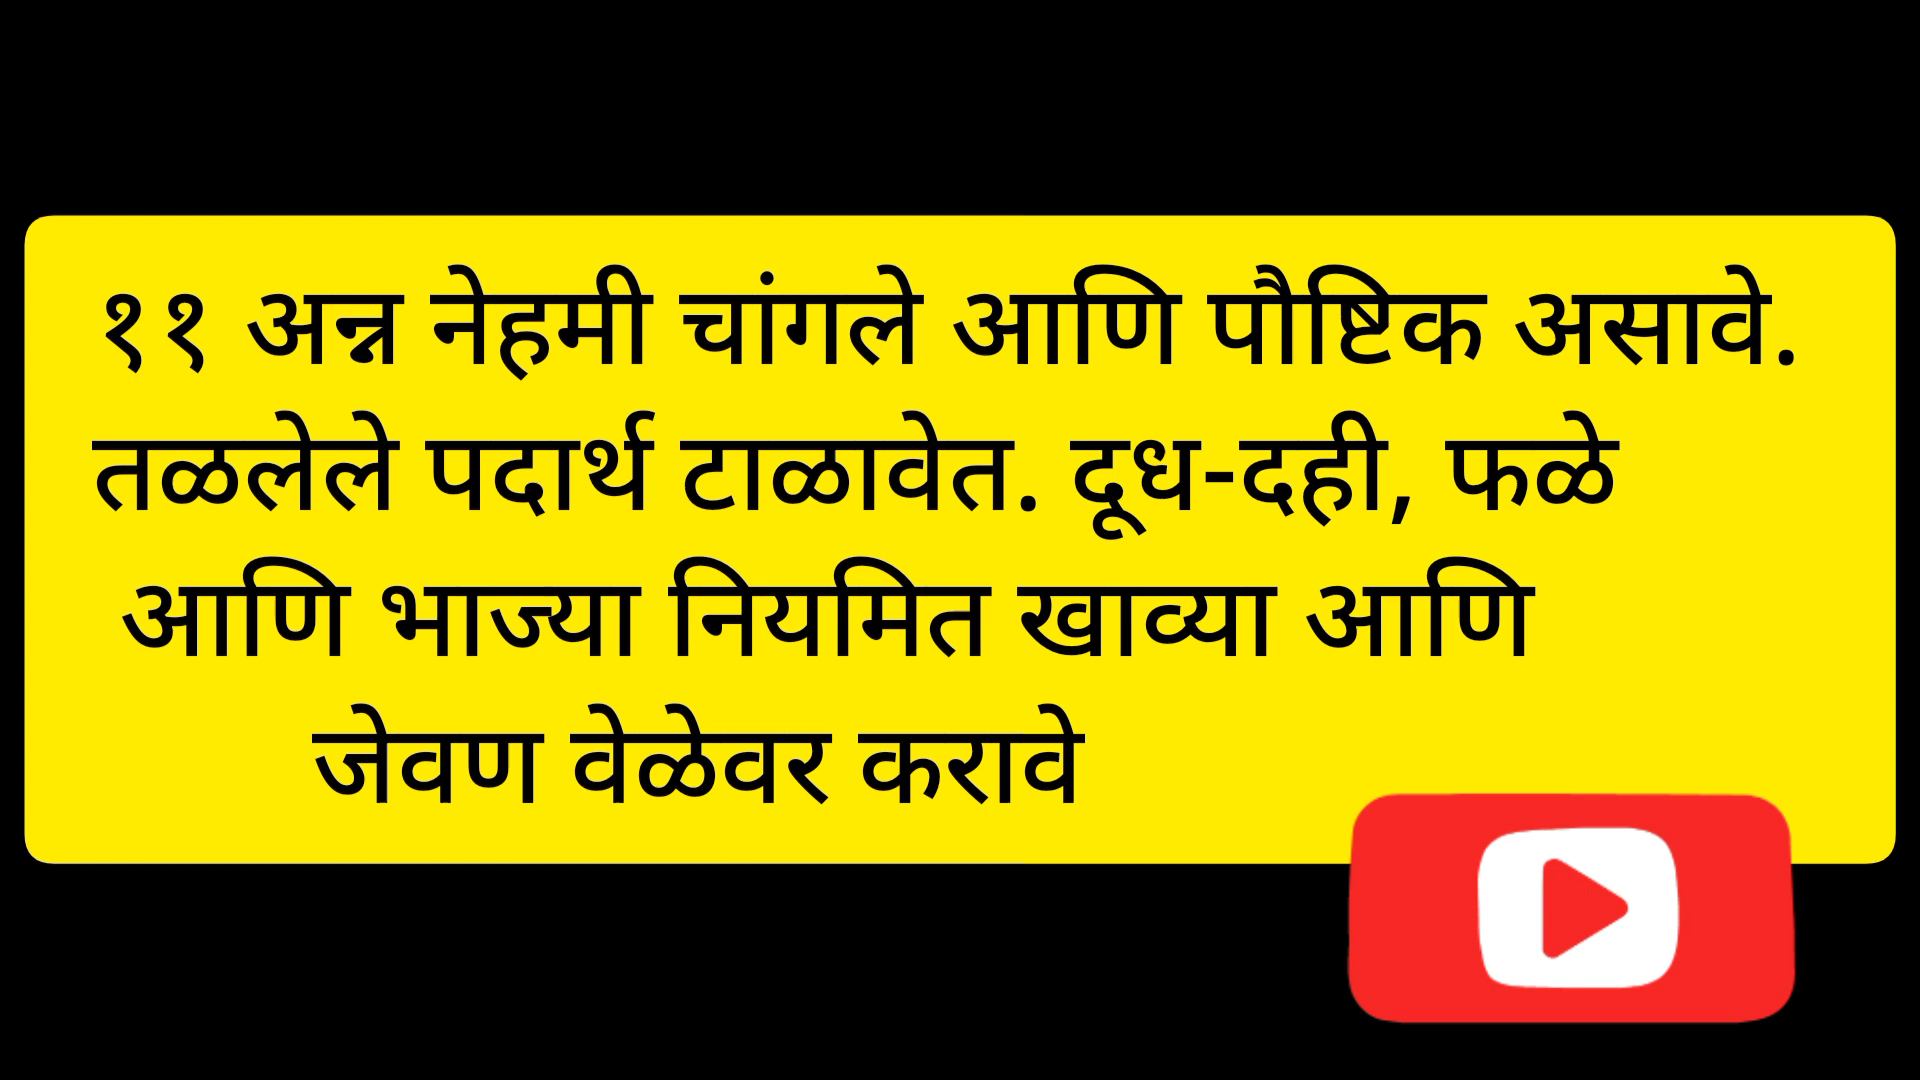 ११ अन्न नेहमी चांगले आणि पौष्टिक असावे.
तळलेले पदार्थ टाळावेत. दूध-दही, फळे
आणि भाज्या नियमित खाव्या आणि
जेवण वेळेवर करावे